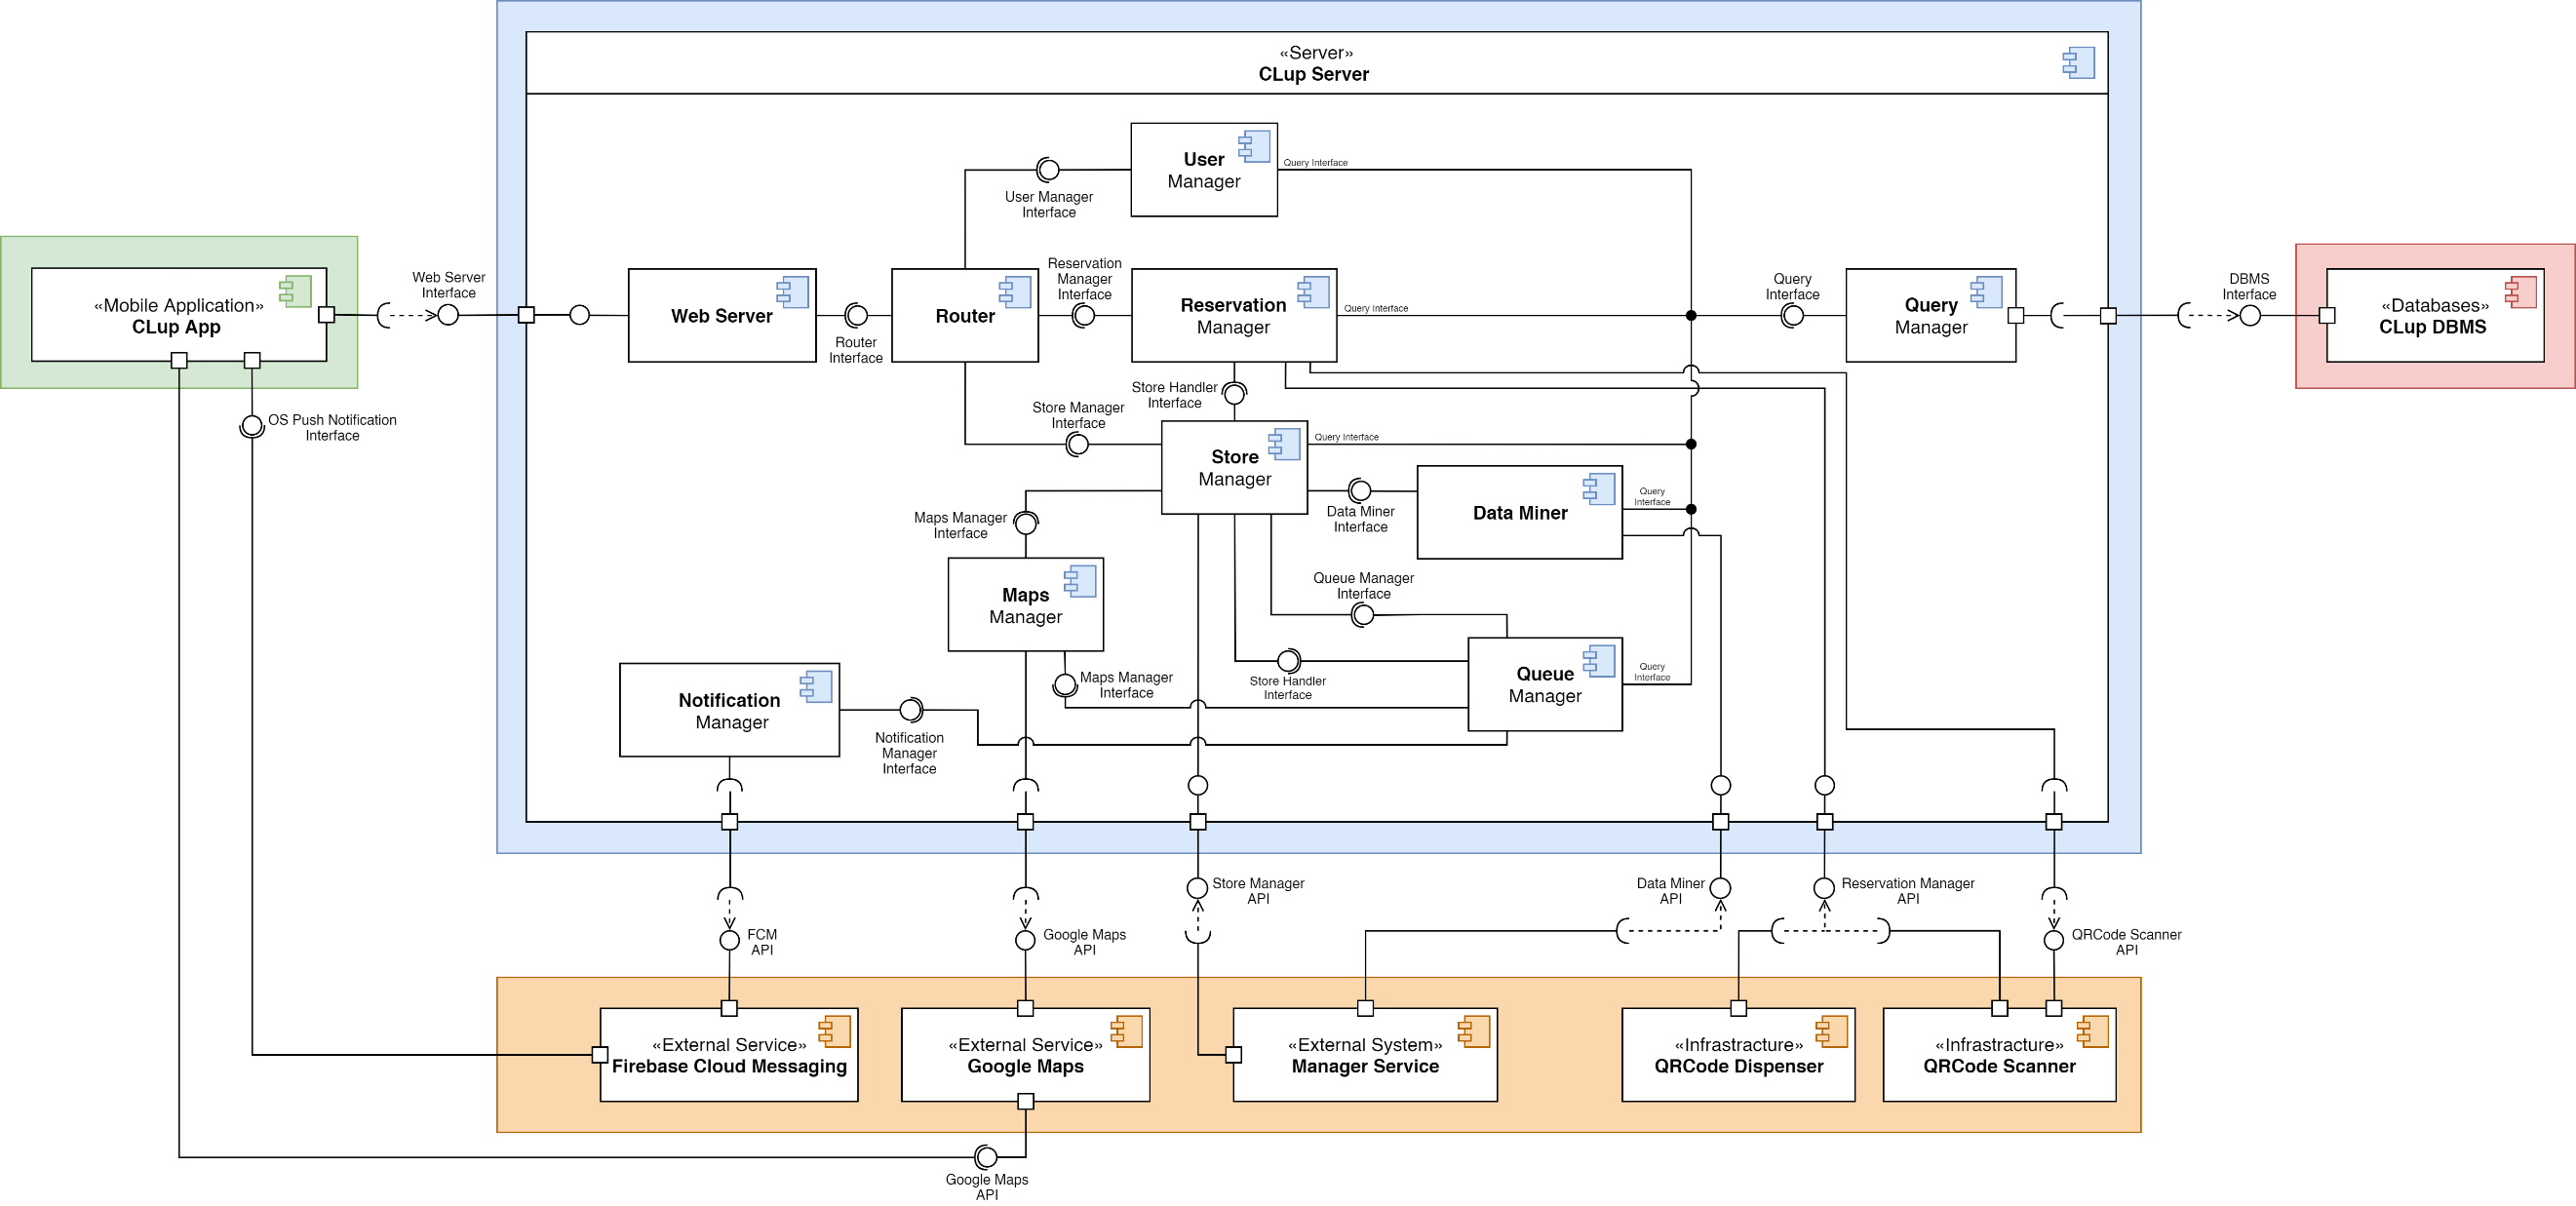 «Server»
CLup Server
User
Manager
Query Interface
User Manager
Interface
«Mobile Application»
CLup App
Web Server
Interface
Web Server
Router
Interface
Router
Reservation
Manager
Interface
Reservation
Manager
Query Interface
Query
Interface
Query
Manager
DBMS
Interface
«Databases»
CLup DBMS
OS Push Notification
Interface
Store Handler
Interface
Store Manager
Interface
Store
Manager
Query Interface
Data Miner
Interface
Data Miner
Query
Interface
Maps Manager
Interface
Maps
Manager
Queue Manager
Interface
Store Handler
Interface
Queue
Manager
Query
Interface
Maps Manager
Interface
Notification
Manager
Notification
Manager
Interface
Store Manager
API
Data Miner
API
Reservation Manager
API
FCM
API
Google Maps
API
QRCode Scanner
API
«External Service»
Firebase Cloud Messaging
«External Service»
Google Maps
«External System»
Manager Service
«Infrastracture»
QRCode Dispenser
«Infrastracture»
QRCode Scanner
Google Maps
API